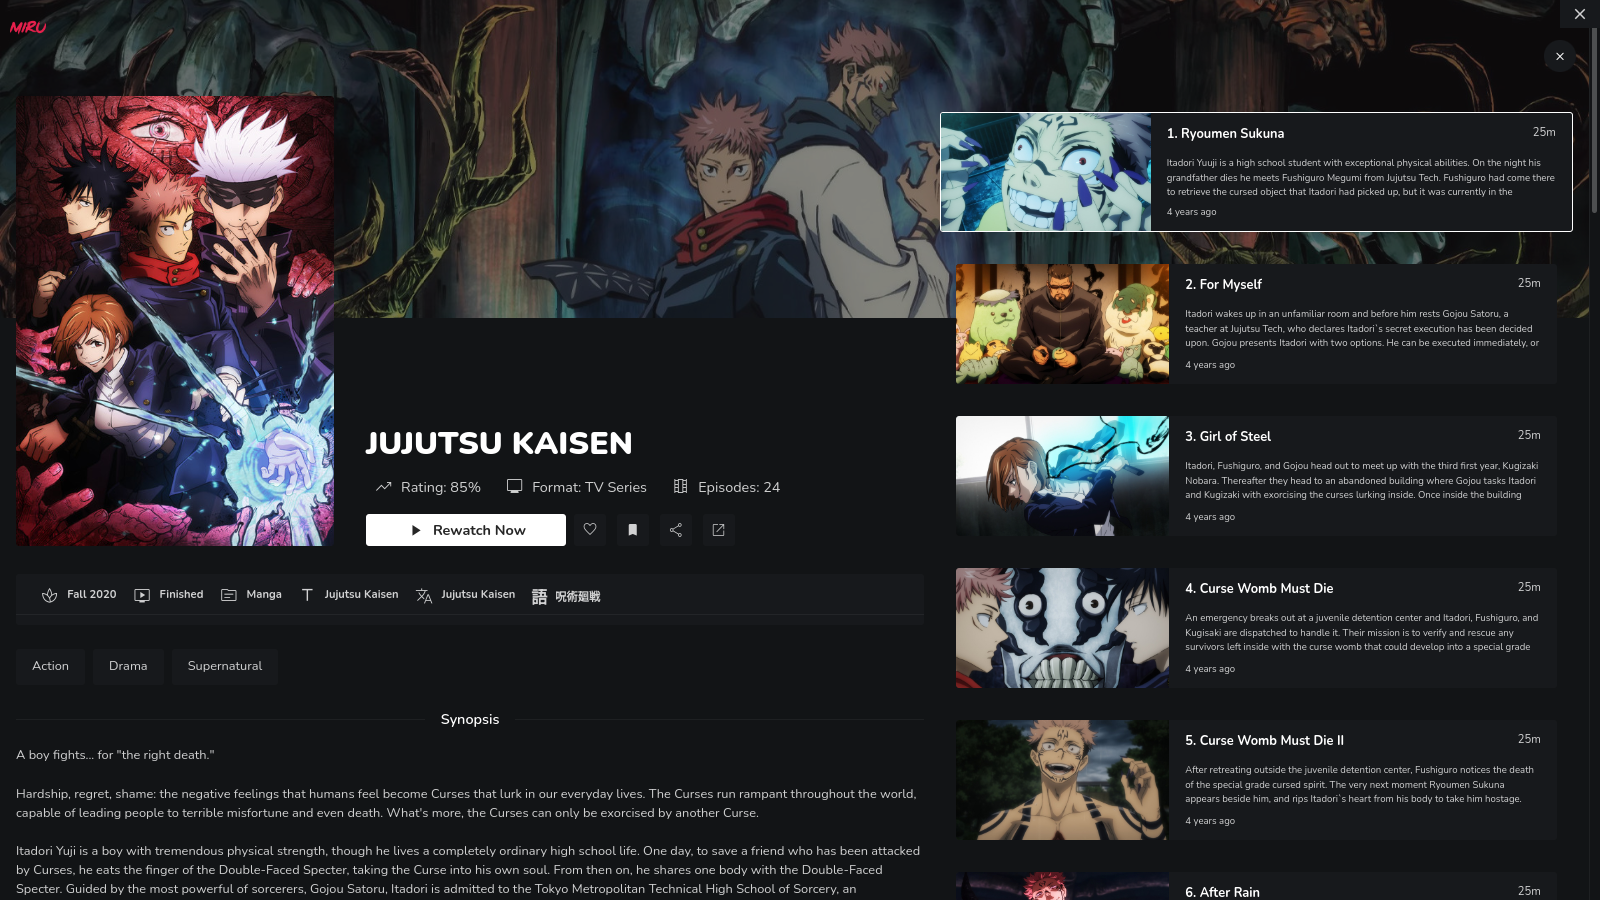 MIRU
JUJUTSU KAISEN
Rating: 85% Format: TV Series Episodes: 24
Rewatch Now
Fall 2020 Finished Manga Jujutsu Kaisen Jujutsu Kaisen 語 呪術廻戦
Action Drama Supernatural
Synopsis
A boy fights... for "the right death."
Hardship, regret, shame: the negative feelings that humans feel become Curses that lurk in our everyday lives. The Curses run rampant throughout the world,
capable of leading people to terrible misfortune and even death. What's more, the Curses can only be exorcised by another Curse.
Itadori Yuji is a boy with tremendous physical strength, though he lives a completely ordinary high school life. One day, to save a friend who has been attacked
by Curses, he eats the finger of the Double-Faced Specter, taking the Curse into his own soul. From then on, he shares one body with the Double-Faced
Specter. Guided by the most powerful of sorcerers, Gojou Satoru, Itadori is admitted to the Tokyo Metropolitan Technical High School of Sorcery, an
1. Ryoumen Sukuna 25m
Itadori Yuuji is a high school student with exceptional physical abilities. On the night his
grandfather dies he meets Fushiguro Megumi from Jujutsu Tech. Fushiguro had come there
to retrieve the cursed object that Itadori had picked up, but it was currently in the
4 years ago
2. For Myself 25m
Itadori wakes up in an unfamiliar room and before him rests Gojou Satoru, a
teacher at Jujutsu Tech, who declares Itadori`s secret execution has been decided
upon. Gojou presents Itadori with two options. He can be executed immediately, or
4 years ago
3. Girl of Steel 25m
Itadori, Fushiguro, and Gojou head out to meet up with the third first year, Kugizaki
Nobara. Thereafter they head to an abandoned building where Gojou tasks Itadori
and Kugizaki with exorcising the curses lurking inside. Once inside the building
4 years ago
4. Curse Womb Must Die 25m
An emergency breaks out at a juvenile detention center and Itadori, Fushiguro, and
Kugisaki are dispatched to handle it. Their mission is to verify and rescue any
survivors left inside with the curse womb that could develop into a special grade
4 years ago
5. Curse Womb Must Die II 25m
After retreating outside the juvenile detention center, Fushiguro notices the death
of the special grade cursed spirit. The very next moment Ryoumen Sukuna
appears beside him, and rips Itadori`s heart from his body to take him hostage.
4 years ago
6. After Rain 25m